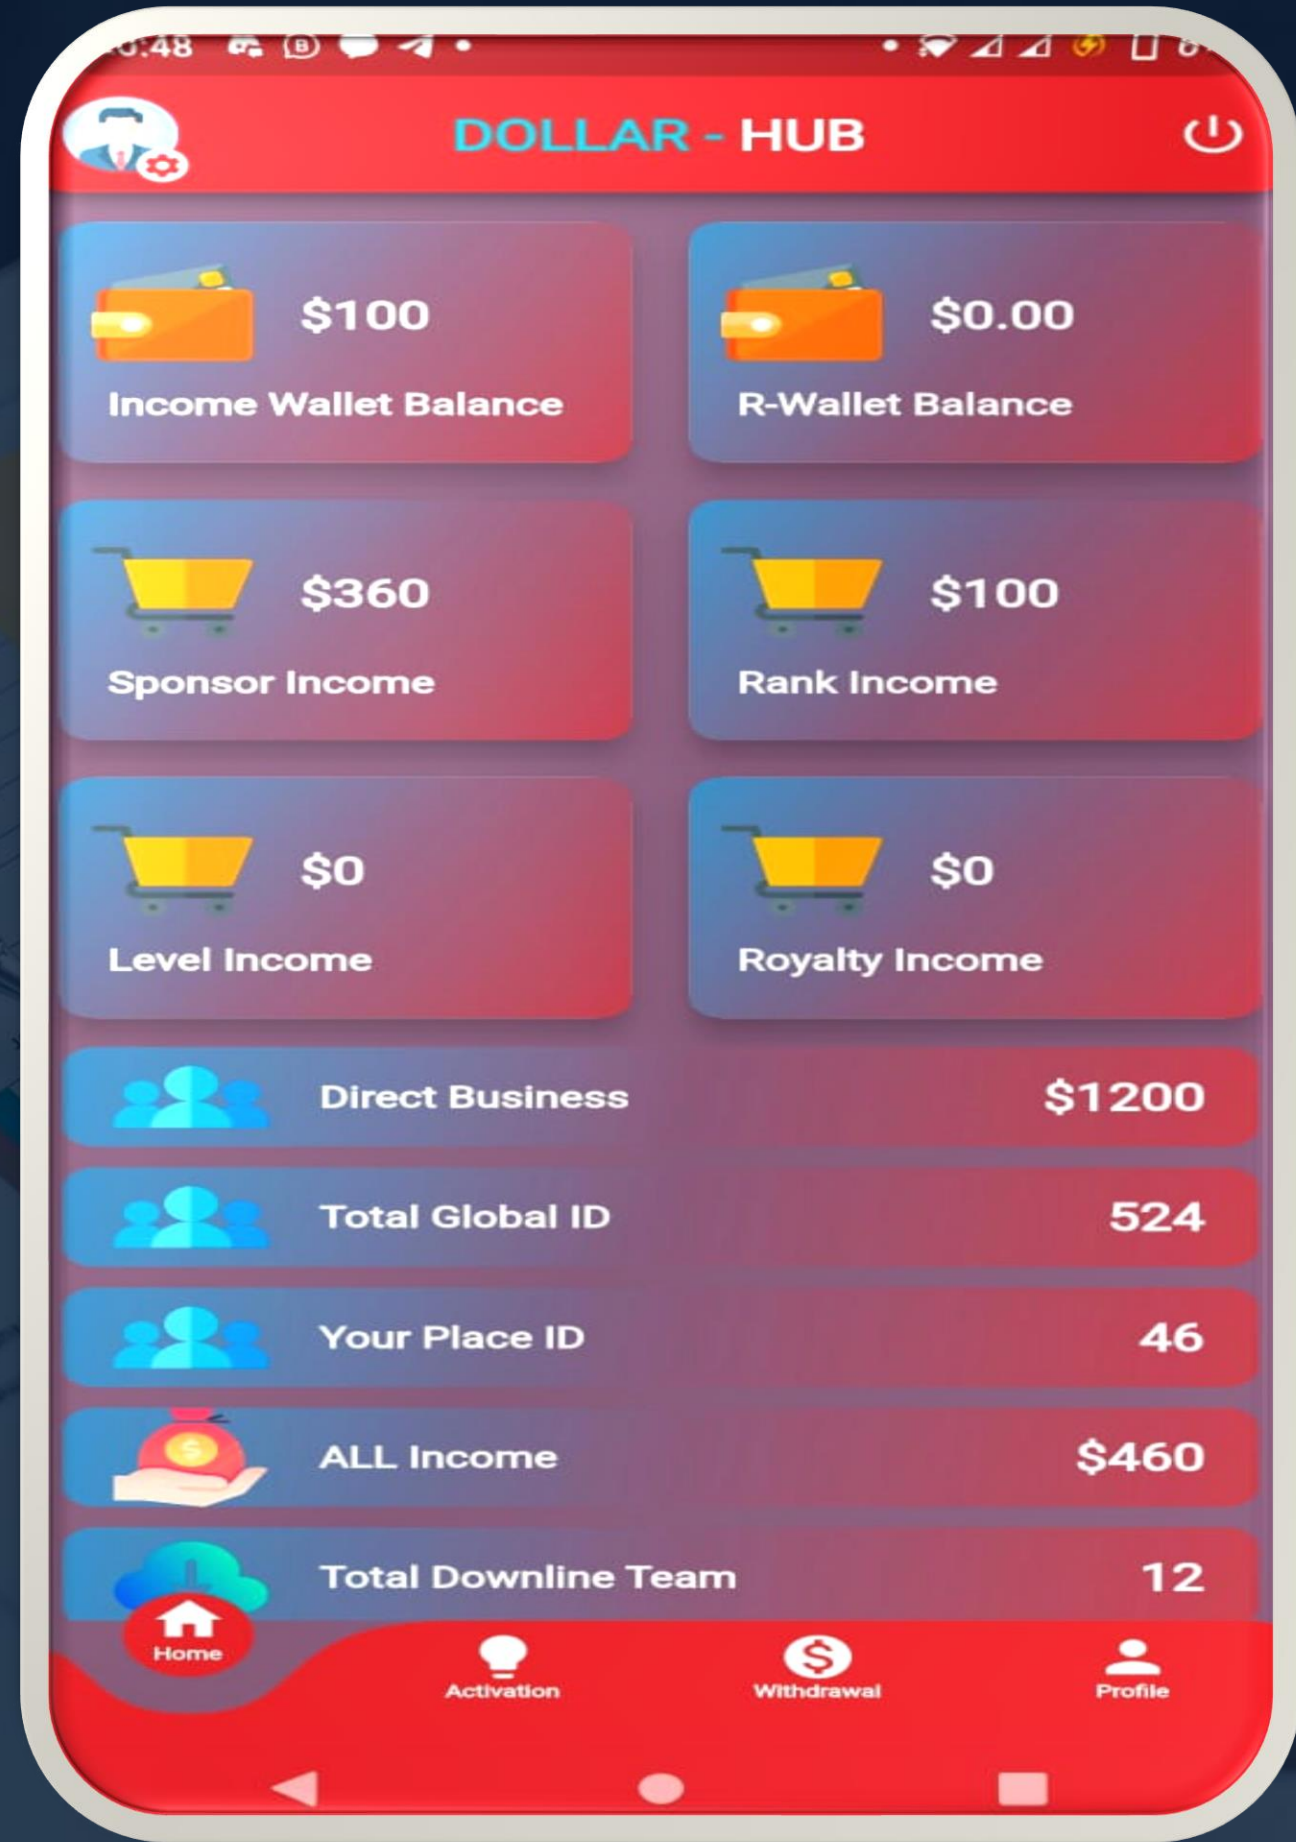 DOLLAR - HUB
$100
Income Wallet Balance
$0.00
R-Wallet Balance
$360
Sponsor Income
$100
Rank Income
$0
Level Income
$0
Royalty Income
Direct Business $1200
Total Global ID 524
Your Place ID 46
ALL Income $460
Total Downline Team 12
Home
Activation
Withdrawal
Profile